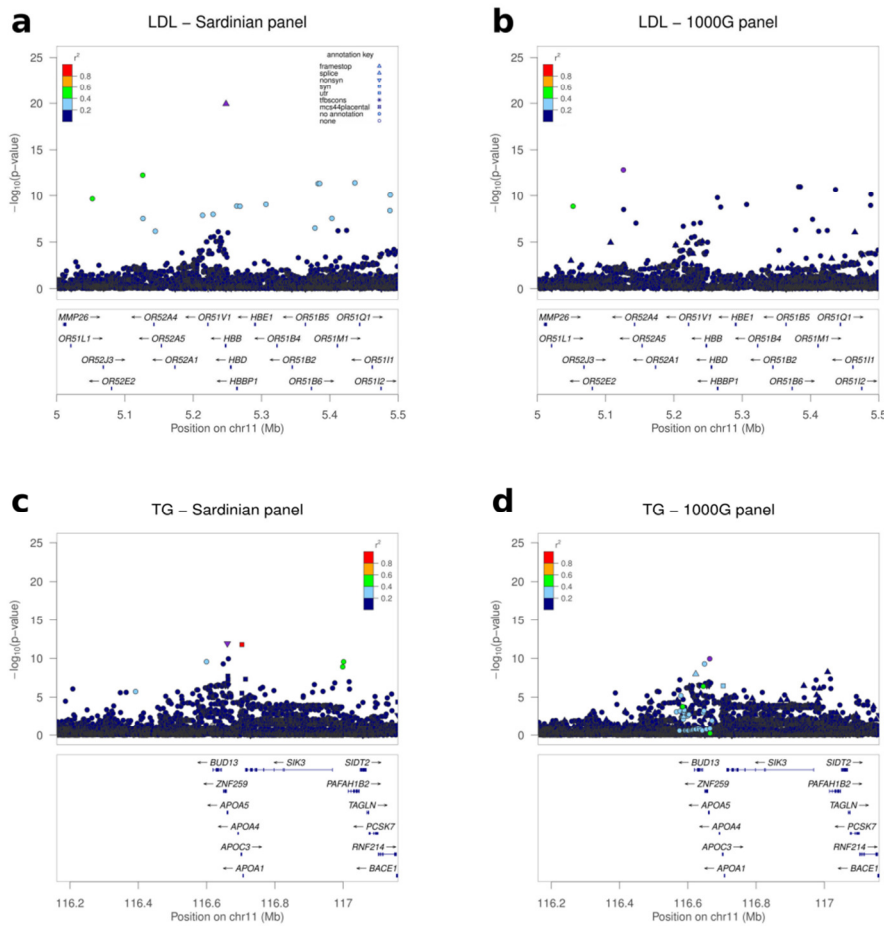 a
LDL – Sardinian panel
25
20
15
10
5
0
−log10(p-value)
r²
0.8
0.6
0.4
0.2
annotation key
framestop
splice
nonsyn
syn
utr
tfbscons
mcs44placental
no annotation
none
MMP26 → ← OR52A4 ← OR51V1 ← HBE1 ← OR51B5 OR51Q1 →
OR51L1 → ← OR52A5 ← HBB ← OR51B4 OR51M1 →
OR52J3 → ← OR52A1 ← HBD ← OR51B2 OR51I1
← OR52E2 ← HBBP1 ← OR51B6 OR51I2 →
5 5.1 5.2 5.3 5.4 5.5
Position on chr11 (Mb)
b
LDL – 1000G panel
25
20
15
10
5
0
−log10(p-value)
r²
0.8
0.6
0.4
0.2
MMP26 → ← OR52A4 ← OR51V1 ← HBE1 ← OR51B5 OR51Q1 →
OR51L1 → ← OR52A5 ← HBB ← OR51B4 OR51M1 →
OR52J3 → ← OR52A1 ← HBD ← OR51B2 OR51I1
← OR52E2 ← HBBP1 ← OR51B6 OR51I2 →
5 5.1 5.2 5.3 5.4 5.5
Position on chr11 (Mb)
c
TG – Sardinian panel
25
20
15
10
5
0
−log10(p-value)
r²
0.8
0.6
0.4
0.2
← BUD13 ← SIK3 SIDT2 →
← ZNF259 PAFAH1B2 →
← APOA5 TAGLN →
← APOA4 ← PCSK7
APOC3 → RNF214 →
← APOA1 ← BACE1
116.2 116.4 116.6 116.8 117
Position on chr11 (Mb)
d
TG – 1000G panel
25
20
15
10
5
0
−log10(p-value)
r²
0.8
0.6
0.4
0.2
← BUD13 ← SIK3 SIDT2 →
← ZNF259 PAFAH1B2 →
← APOA5 TAGLN →
← APOA4 ← PCSK7
APOC3 → RNF214 →
← APOA1 ← BACE1
116.2 116.4 116.6 116.8 117
Position on chr11 (Mb)